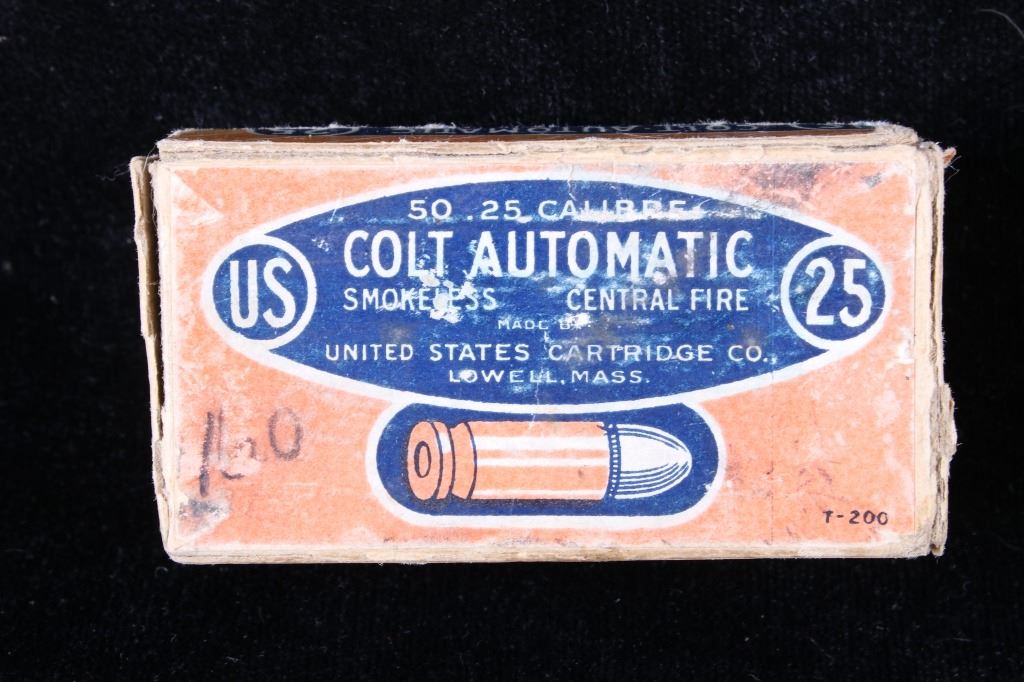 50 .25 CALIBRE
US COLT AUTOMATIC 25
SMOKELESS CENTRAL FIRE
MADE BY
UNITED STATES CARTRIDGE CO.,
LOWELL, MASS.
T-200